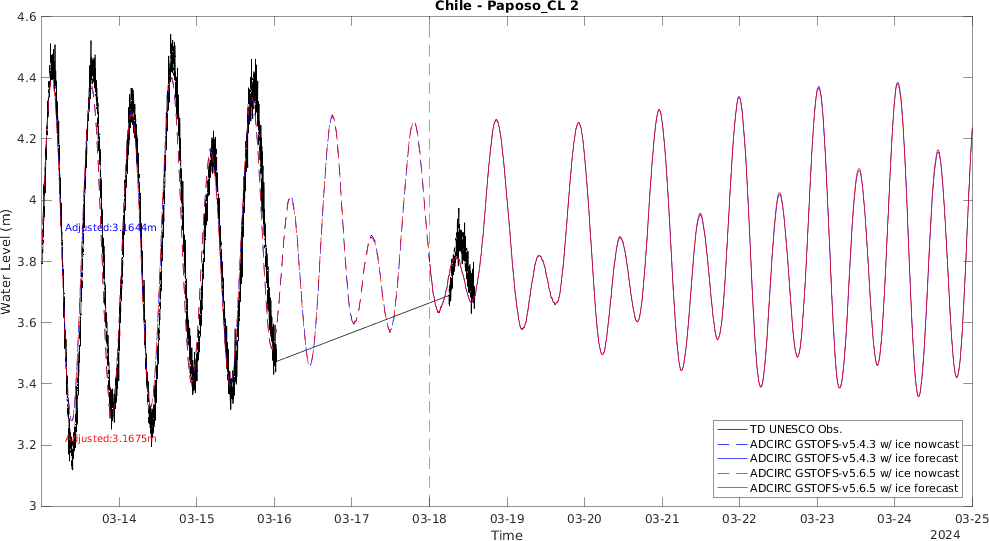 Chile - Paposo_CL 2
4.6
4.4
4.2
4
3.8
3.6
3.4
3.2
3
Water Level (m)
Adjusted:3.1644m
Adjusted:3.1675m
TD UNESCO Obs.
ADCIRC GSTOFS-v5.4.3 w/ ice nowcast
ADCIRC GSTOFS-v5.4.3 w/ ice forecast
ADCIRC GSTOFS-v5.6.5 w/ ice nowcast
ADCIRC GSTOFS-v5.6.5 w/ ice forecast
03-14 03-15 03-16 03-17 03-18 03-19 03-20 03-21 03-22 03-23 03-24 03-25
Time
2024